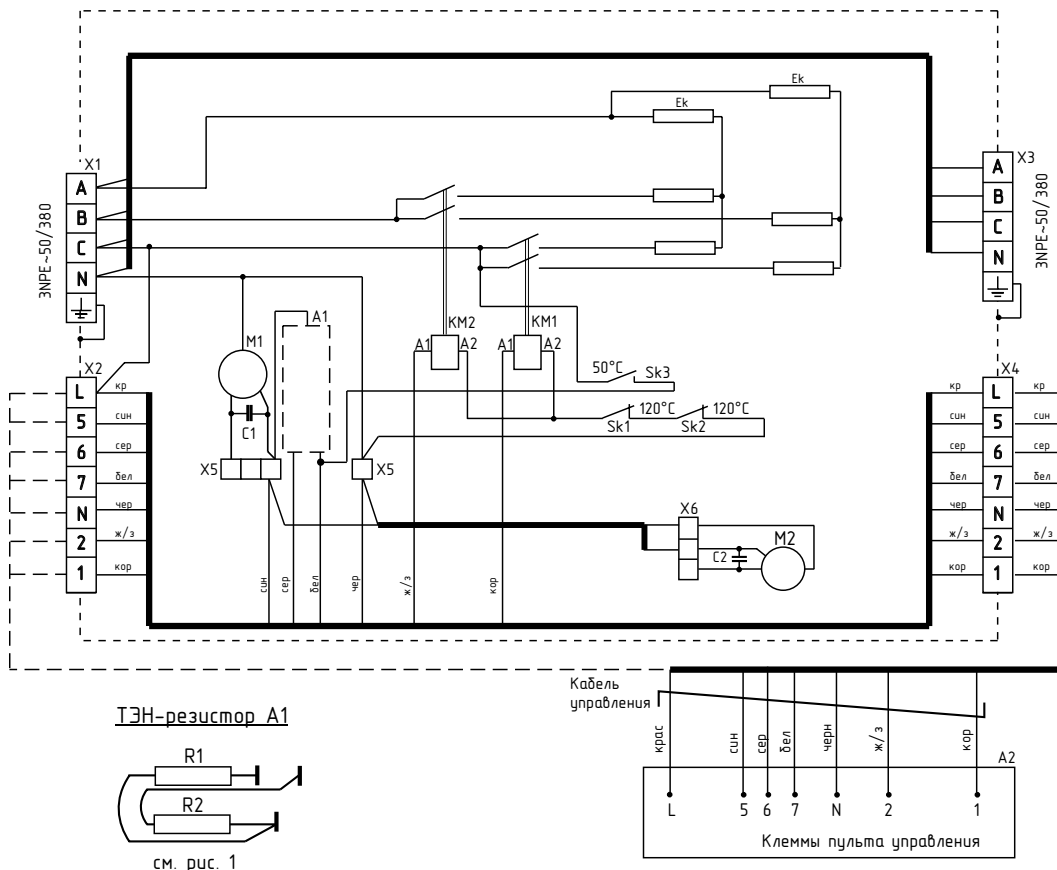 Ek
Ek
X1
A
B
C
N
3NPE~50/380
X3
A
B
C
N
3NPE~50/380
M1
C1
A1
KM2
A1
A2
KM1
A1
A2
50°C
Sk3
120°C
120°C
Sk1
Sk2
X2
L
5
6
7
N
2
1
кр
син
сер
бел
чер
ж/з
кор
X5
X5
X6
C2
M2
син
сер
бел
чер
ж/з
кор
X4
кр
син
сер
бел
чер
ж/з
кор
L
5
6
7
N
2
1
кр
син
сер
бел
чер
ж/з
кор
ТЭН-резистор А1
R1
R2
см. рис. 1
Кабель
управления
крас
син
сер
бел
черн
ж/з
кор
A2
L
5
6
7
N
2
1
Клеммы пульта управления